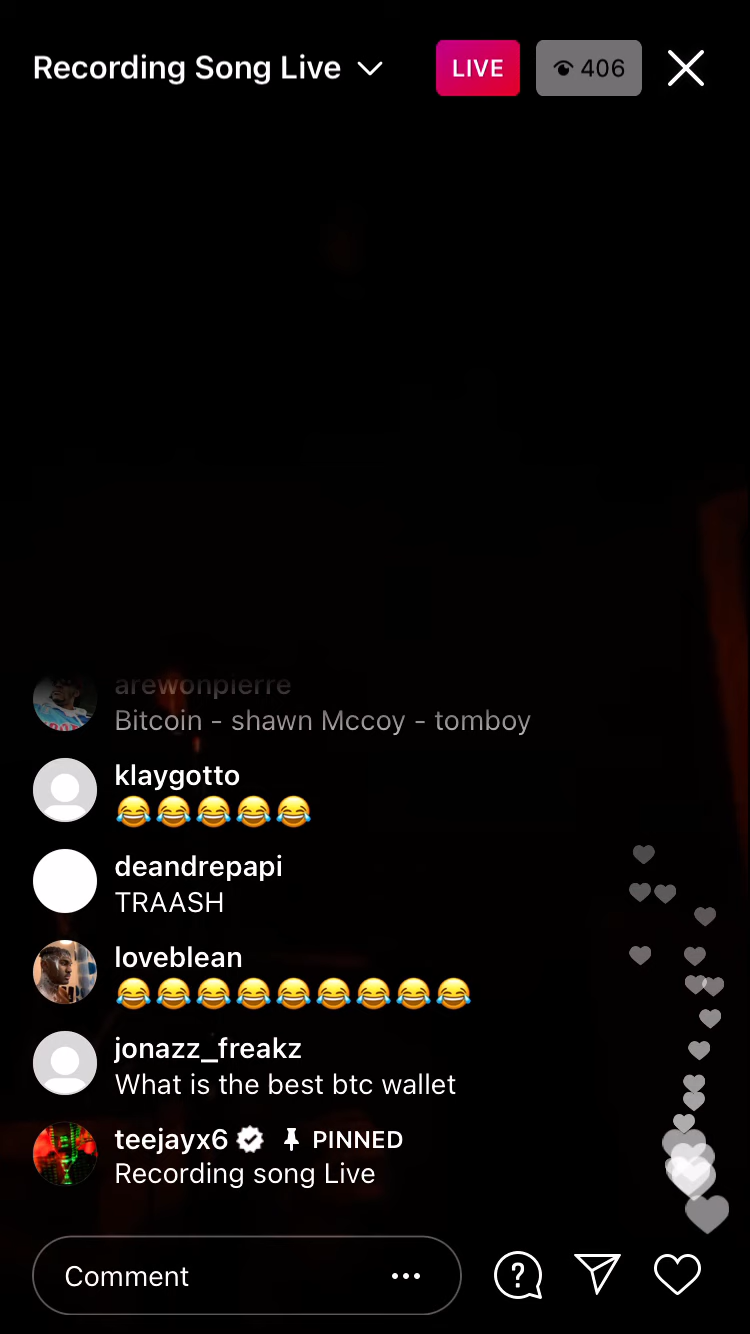 Recording Song Live
LIVE
406
arewonpierre
Bitcoin - shawn Mccoy - tomboy
klaygotto
😂😂😂😂😂
deandrepapi
TRAASH
loveblean
😂😂😂😂😂😂😂😂😂
jonazz_freakz
What is the best btc wallet
teejayx6 PINNED
Recording song Live
Comment